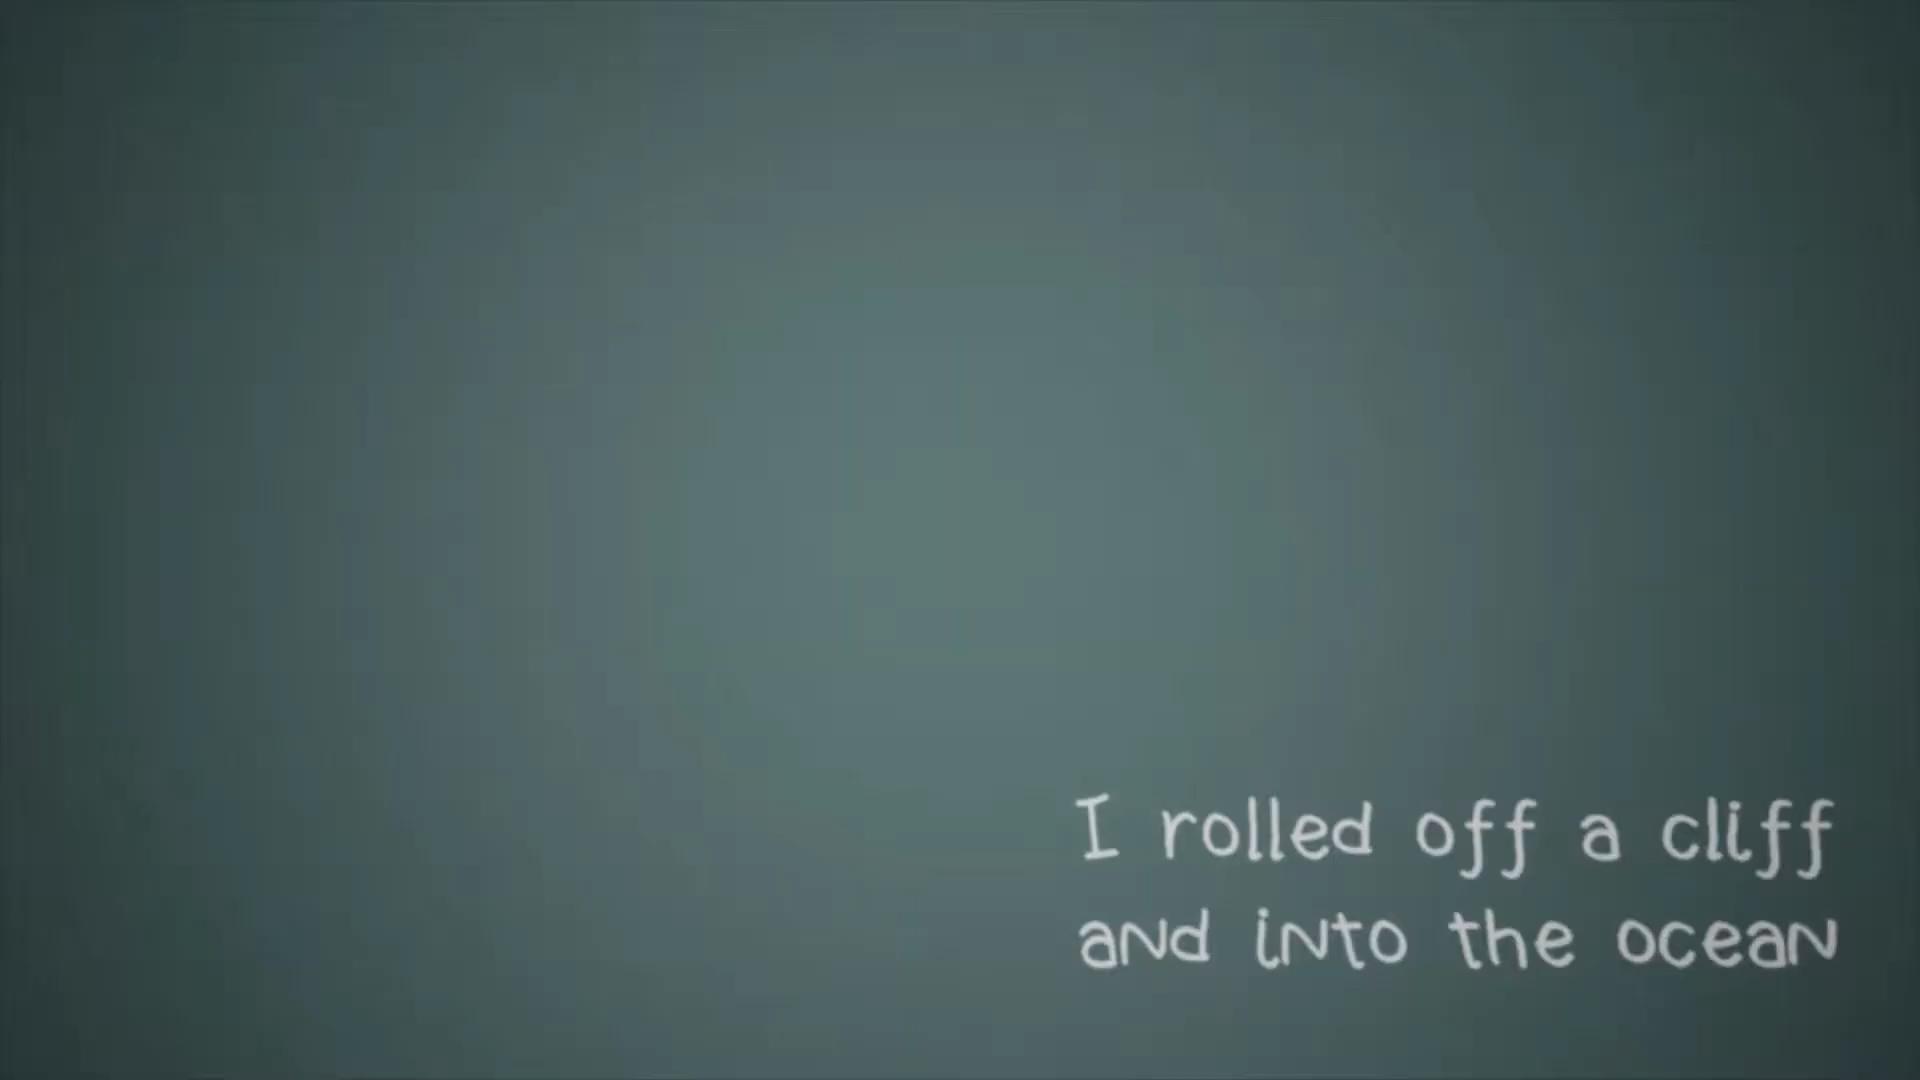 I rolled off a cliff
and into the ocean